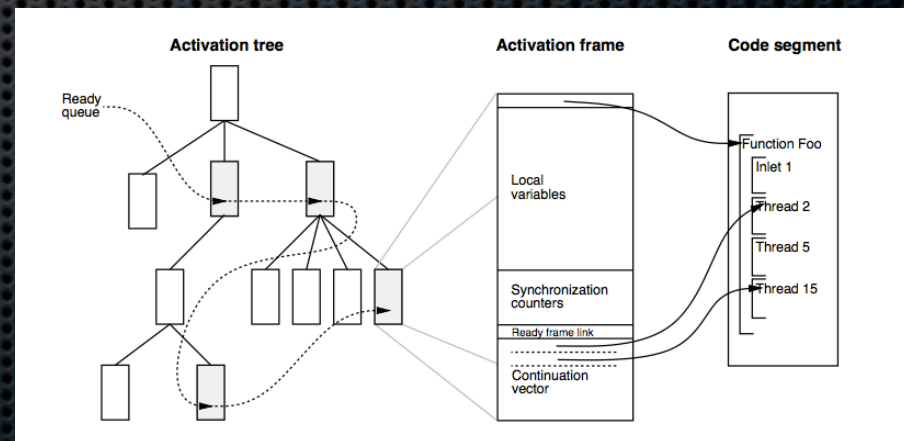 Activation tree
Activation frame
Code segment
Ready
queue
Local
variables
Synchronization
counters
Ready frame link
Continuation
vector
Function Foo
Inlet 1
Thread 2
Thread 5
Thread 15